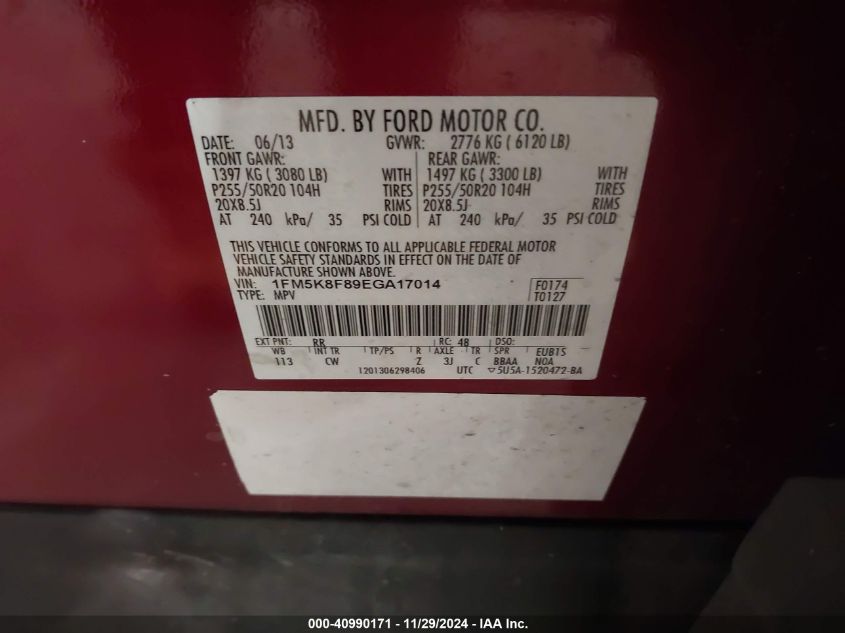 MFD. BY FORD MOTOR CO.
DATE: 06/13 GVWR: 2776 KG ( 6120 LB)
FRONT GAWR: REAR GAWR:
1397 KG ( 3080 LB) WITH 1497 KG ( 3300 LB) WITH
P255/50R20 104H TIRES P255/50R20 104H TIRES
20X8.5J RIMS 20X8.5J RIMS
AT 240 kPa/ 35 PSI COLD AT 240 kPa/ 35 PSI COLD
THIS VEHICLE CONFORMS TO ALL APPLICABLE FEDERAL MOTOR
VEHICLE SAFETY STANDARDS IN EFFECT ON THE DATE OF
MANUFACTURE SHOWN ABOVE.
VIN: 1FM5K8F89EGA17014 F0174
TYPE: MPV T0127
EXT PNT: RR RC: 48 DSO:
WB INT TR TP/PS R AXLE TR SPR EUB1S
113 CW Z 3J C BBAA NOA
1201306298406 UTC ▽5U5A-1520472-BA
000-40990171 - 11/29/2024 - IAA Inc.